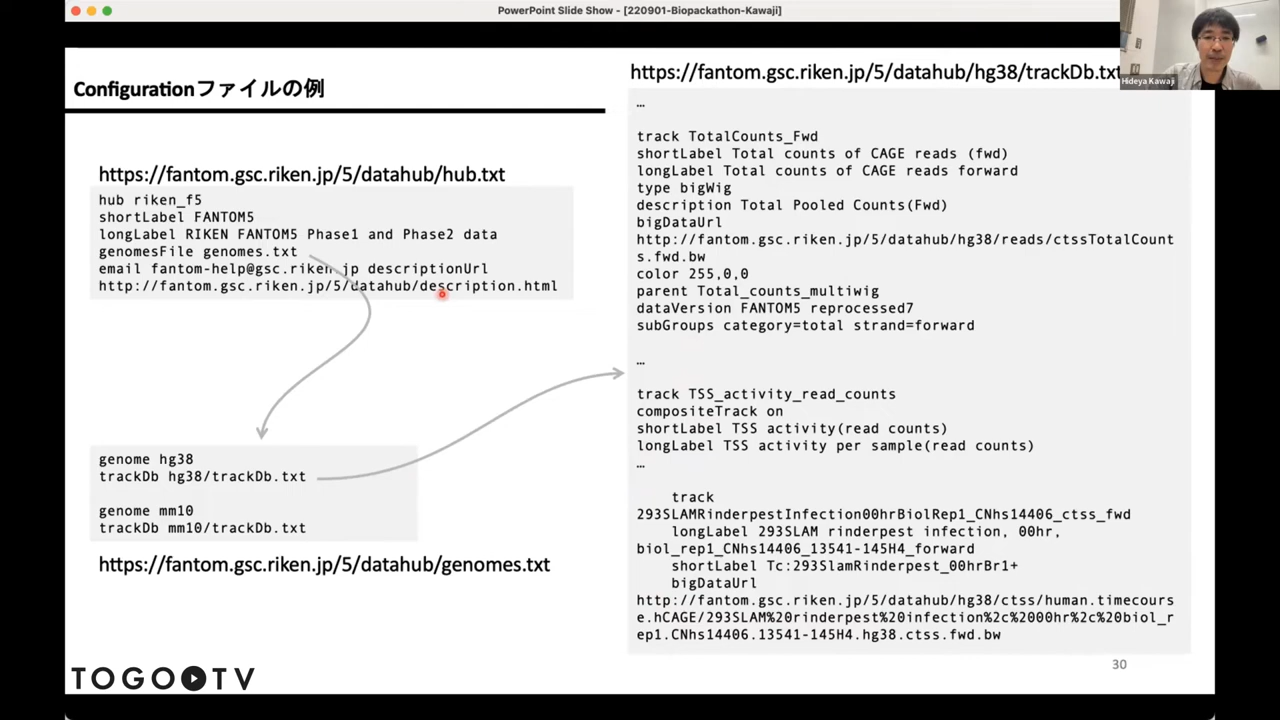 PowerPoint Slide Show - [220901-Biopackathon-Kawaji]
Hideya Kawaji
Configurationファイルの例
https://fantom.gsc.riken.jp/5/datahub/hub.txt
hub riken_f5
shortLabel FANTOM5
longLabel RIKEN FANTOM5 Phase1 and Phase2 data
genomesFile genomes.txt
email fantom-help@gsc.riken.jp descriptionUrl
http://fantom.gsc.riken.jp/5/datahub/description.html
genome hg38
trackDb hg38/trackDb.txt
genome mm10
trackDb mm10/trackDb.txt
https://fantom.gsc.riken.jp/5/datahub/genomes.txt
https://fantom.gsc.riken.jp/5/datahub/hg38/trackDb.txt
…
track TotalCounts_Fwd
shortLabel Total counts of CAGE reads (fwd)
longLabel Total counts of CAGE reads forward
type bigWig
description Total Pooled Counts(Fwd)
bigDataUrl
http://fantom.gsc.riken.jp/5/datahub/hg38/reads/ctssTotalCount
s.fwd.bw
color 255,0,0
parent Total_counts_multiwig
dataVersion FANTOM5 reprocessed7
subGroups category=total strand=forward
…
track TSS_activity_read_counts
compositeTrack on
shortLabel TSS activity(read counts)
longLabel TSS activity per sample(read counts)
…
track
293SLAMRinderpestInfection00hrBiolRep1_CNhs14406_ctss_fwd
longLabel 293SLAM rinderpest infection, 00hr,
biol_rep1_CNhs14406_13541-145H4_forward
shortLabel Tc:293SlamRinderpest_00hrBr1+
bigDataUrl
http://fantom.gsc.riken.jp/5/datahub/hg38/ctss/human.timecours
e.hCAGE/293SLAM%20rinderpest%20infection%2c%2000hr%2c%20biol_r
ep1.CNhs14406.13541-145H4.hg38.ctss.fwd.bw
30
TOGO TV